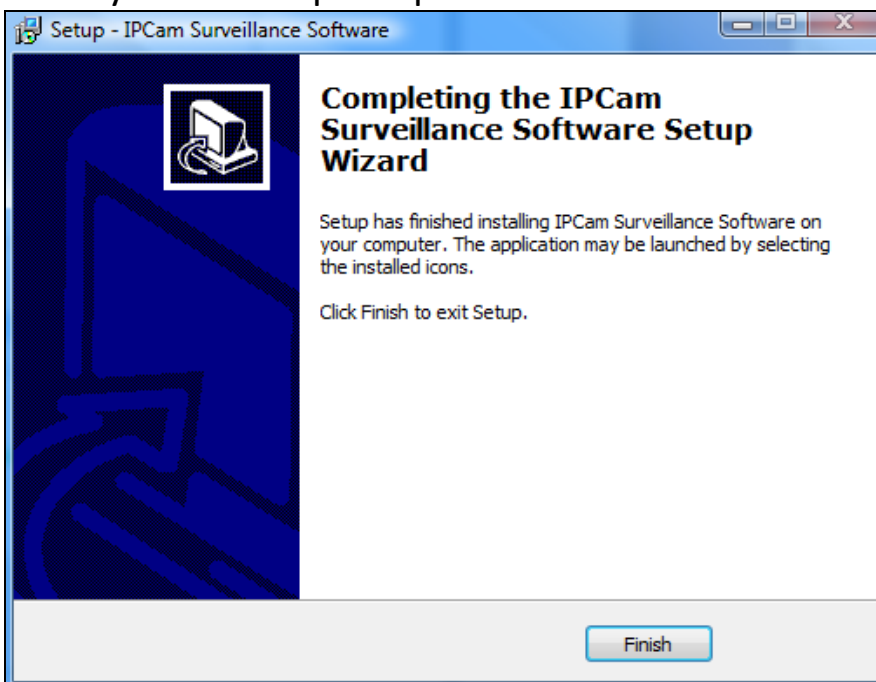 Setup - IPCam Surveillance Software
Completing the IPCam
Surveillance Software Setup
Wizard
Setup has finished installing IPCam Surveillance Software on
your computer. The application may be launched by selecting
the installed icons.
Click Finish to exit Setup.
Finish